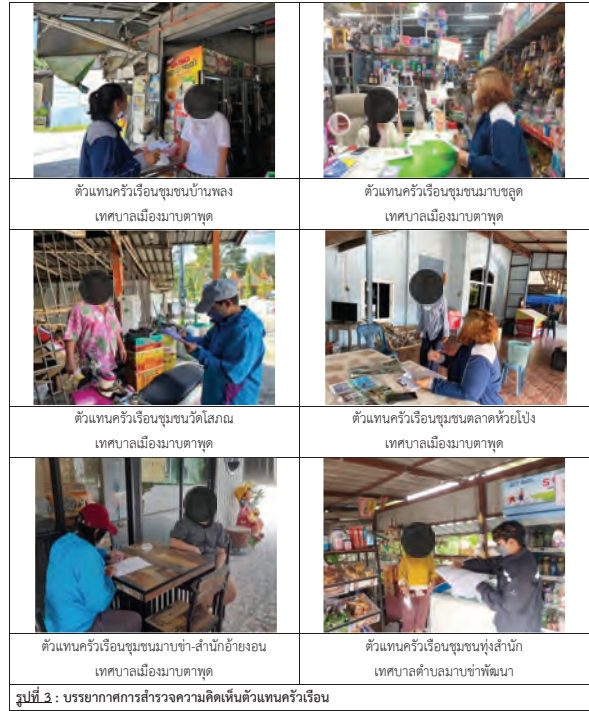 ตัวแทนครัวเรือนชุมชนบ้านพลง
เทศบาลเมืองมาบตาพุด
ตัวแทนครัวเรือนชุมชนมาบชลูด
เทศบาลเมืองมาบตาพุด
ตัวแทนครัวเรือนชุมชนวัดโสภณ
เทศบาลเมืองมาบตาพุด
ตัวแทนครัวเรือนชุมชนตลาดห้วยโป่ง
เทศบาลเมืองมาบตาพุด
ตัวแทนครัวเรือนชุมชนมาบข่า-สำนักอ้ายงอน
เทศบาลเมืองมาบตาพุด
ตัวแทนครัวเรือนชุมชนทุ่งสำนัก
เทศบาลตำบลมาบข่าพัฒนา
รูปที่ 3 : บรรยากาศการสำรวจความคิดเห็นตัวแทนครัวเรือน